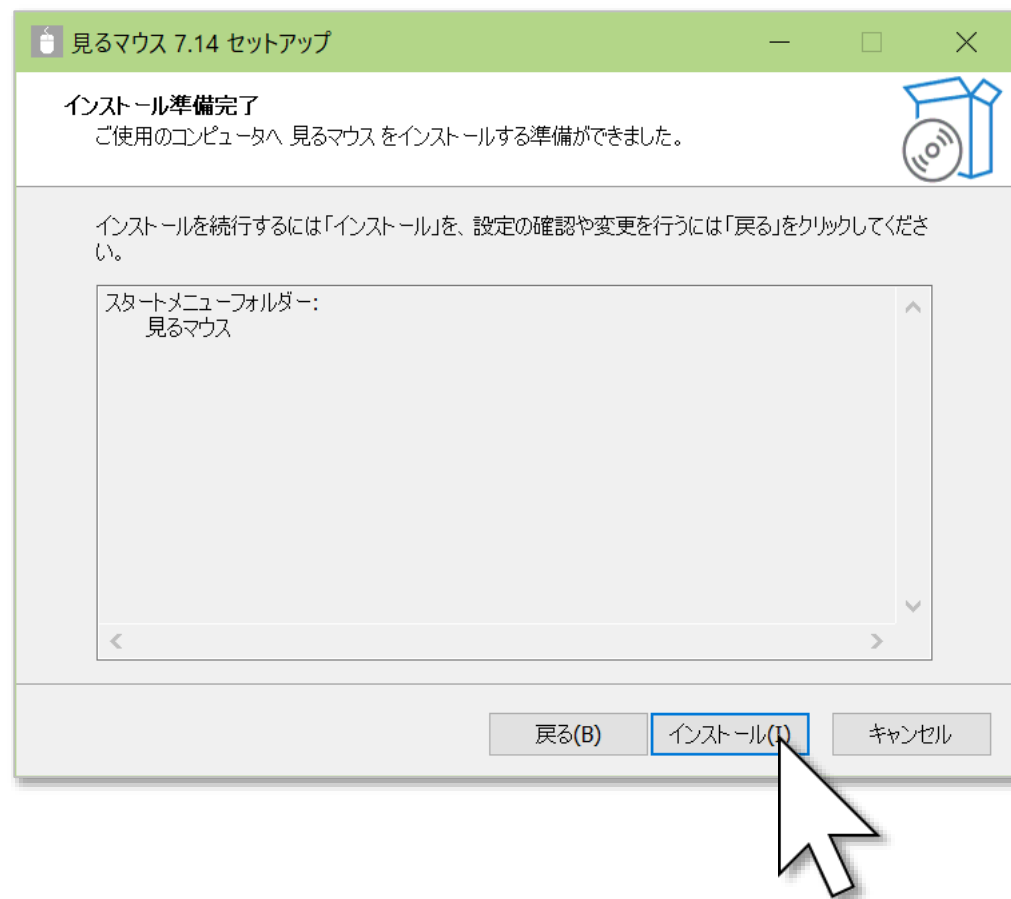 見るマウス 7.14 セットアップ
インストール準備完了
ご使用のコンピュータへ 見るマウス をインストールする準備ができました。
インストールを続行するには「インストール」を、設定の確認や変更を行うには「戻る」をクリックしてくださ
い。
スタートメニューフォルダー:
見るマウス
戻る(B) インストール(I) キャンセル